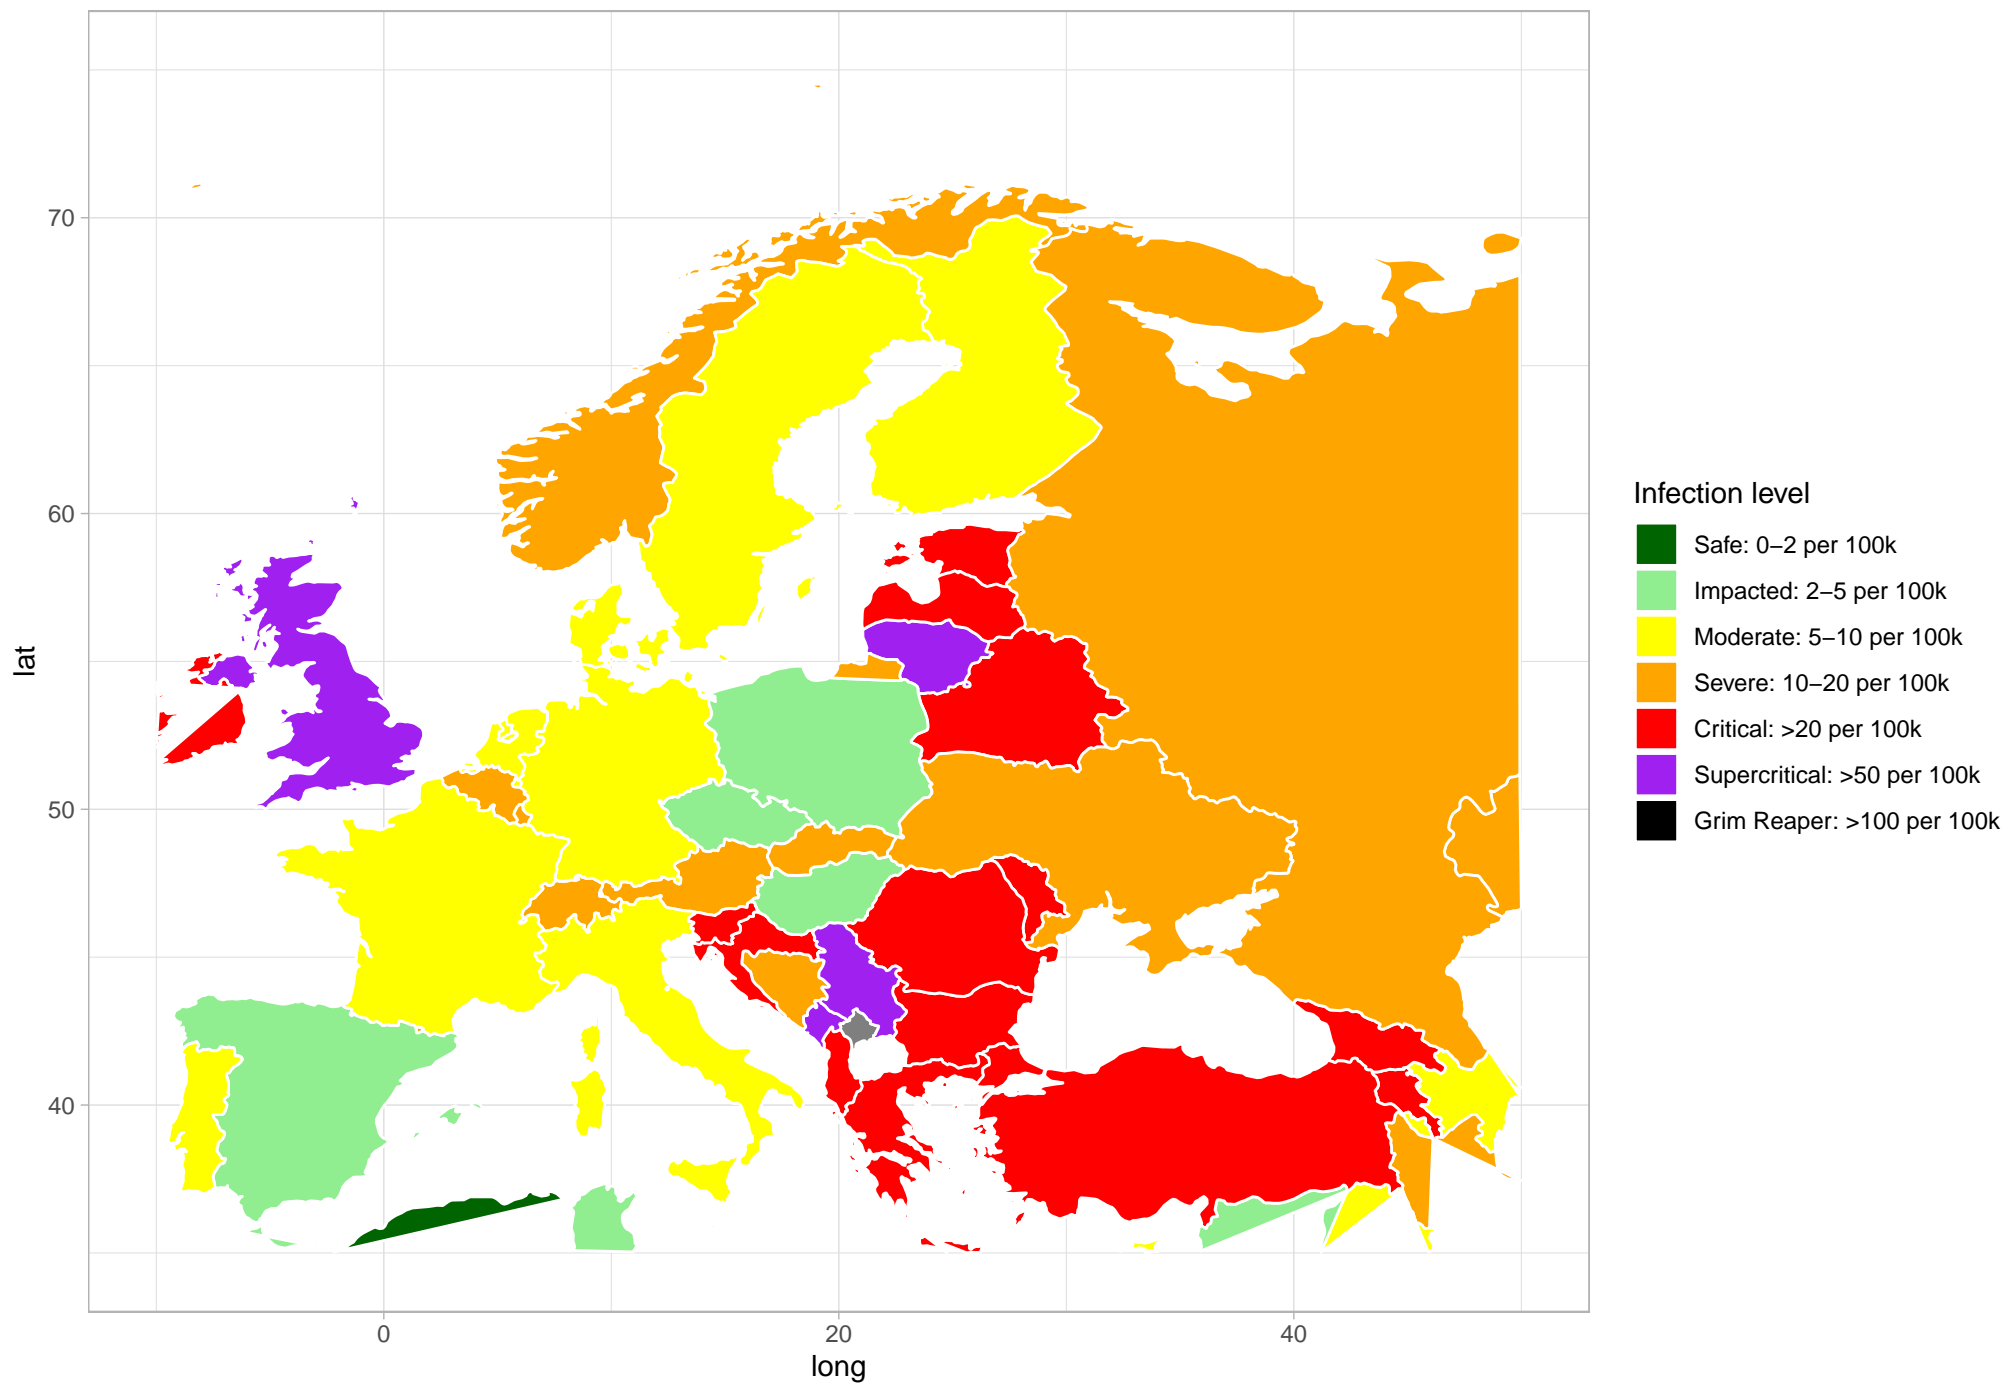 70
60
50
40
lat
0
20
40
long
Infection level
Safe: 0−2 per 100k
Impacted: 2−5 per 100k
Moderate: 5−10 per 100k
Severe: 10−20 per 100k
Critical: >20 per 100k
Supercritical: >50 per 100k
Grim Reaper: >100 per 100k